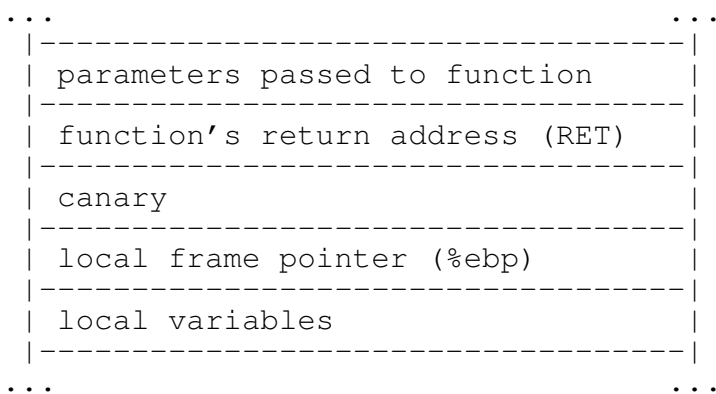 ... ...
|-----------------------------------|
| parameters passed to function |
|-----------------------------------|
| function’s return address (RET) |
|-----------------------------------|
| canary |
|-----------------------------------|
| local frame pointer (%ebp) |
|-----------------------------------|
| local variables |
|-----------------------------------|
... ...